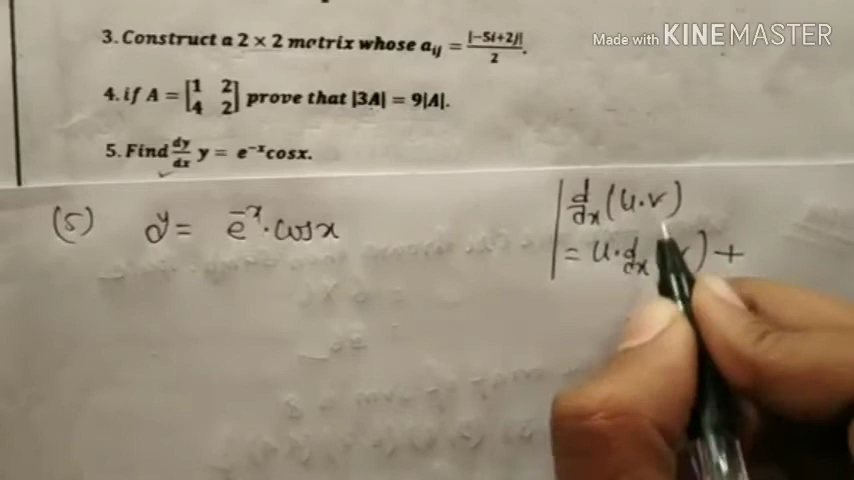 3. Construct a 2 × 2 matrix whose aᵢⱼ = |-5i+2j|/2.
Made with KINEMASTER
4. if A = [1 2; 4 2] prove that |3A| = 9|A|.
5. Find dy/dx y = e⁻ˣcosx.
(5) y = e⁻ˣ·cosx
d/dx (u·v)
= u·d/dx v) +